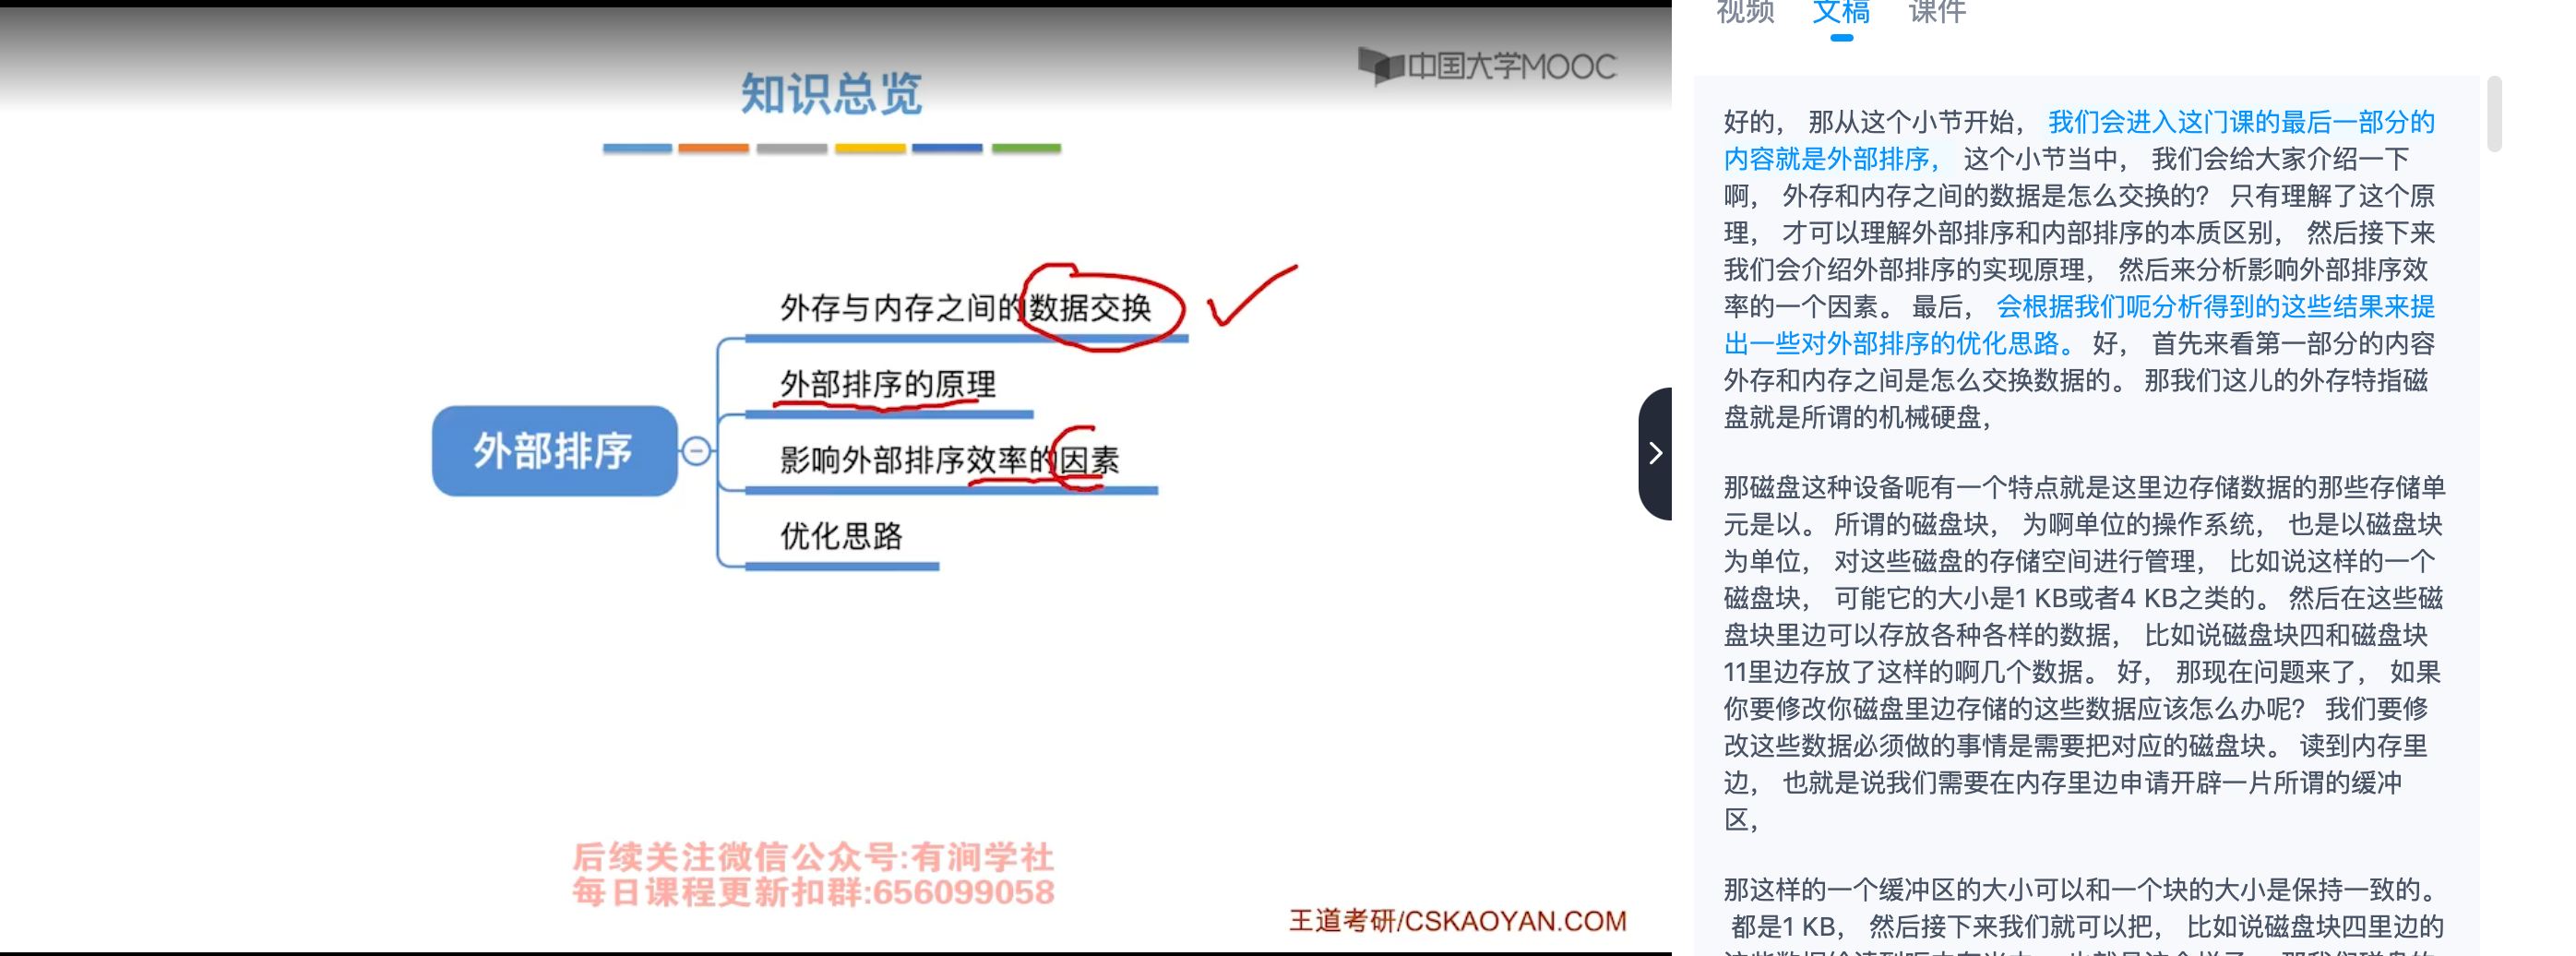 知识总览
中国大学MOOC
外部排序
外存与内存之间的数据交换
外部排序的原理
影响外部排序效率的因素
优化思路
后续关注微信公众号:有涧学社
每日课程更新扣群:656099058
王道考研/CSKAOYAN.COM
视频 文稿 课件
好的， 那从这个小节开始， 我们会进入这门课的最后一部分的
内容就是外部排序， 这个小节当中， 我们会给大家介绍一下
啊， 外存和内存之间的数据是怎么交换的? 只有理解了这个原
理， 才可以理解外部排序和内部排序的本质区别， 然后接下来
我们会介绍外部排序的实现原理， 然后来分析影响外部排序效
率的一个因素。 最后， 会根据我们呃分析得到的这些结果来提
出一些对外部排序的优化思路。 好， 首先来看第一部分的内容
外存和内存之间是怎么交换数据的。 那我们这儿的外存特指磁
盘就是所谓的机械硬盘，
那磁盘这种设备呃有一个特点就是这里边存储数据的那些存储单
元是以。 所谓的磁盘块， 为啊单位的操作系统， 也是以磁盘块
为单位， 对这些磁盘的存储空间进行管理， 比如说这样的一个
磁盘块， 可能它的大小是1 KB或者4 KB之类的。 然后在这些磁
盘块里边可以存放各种各样的数据， 比如说磁盘块四和磁盘块
11里边存放了这样的啊几个数据。 好， 那现在问题来了， 如果
你要修改你磁盘里边存储的这些数据应该怎么办呢? 我们要修
改这些数据必须做的事情是需要把对应的磁盘块。 读到内存里
边， 也就是说我们需要在内存里边申请开辟一片所谓的缓冲
区，
那这样的一个缓冲区的大小可以和一个块的大小是保持一致的。
都是1 KB， 然后接下来我们就可以把， 比如说磁盘块四里边的